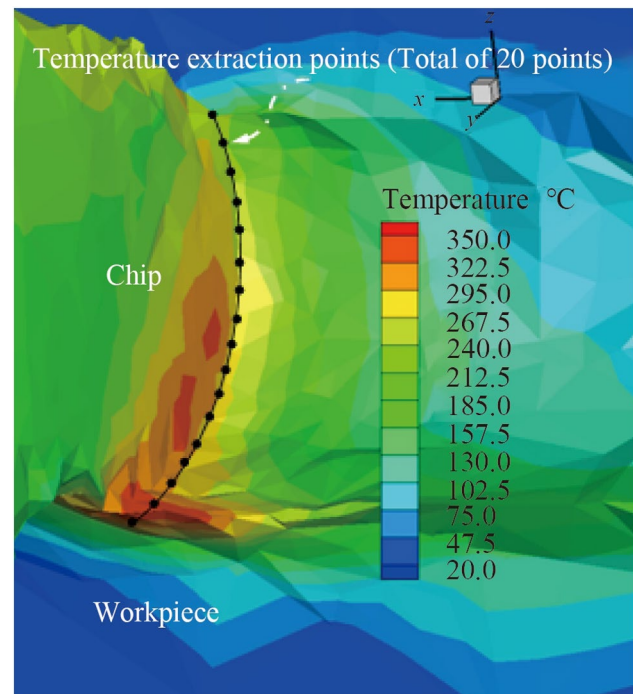 Temperature extraction points (Total of 20 points)
z
x
y
Temperature °C
350.0
322.5
295.0
267.5
240.0
212.5
185.0
157.5
130.0
102.5
75.0
47.5
20.0
Chip
Workpiece